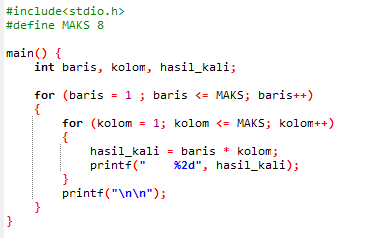 #include<stdio.h>
#define MAKS 8

main() {
    int baris, kolom, hasil_kali;

    for (baris = 1 ; baris <= MAKS; baris++)
    {
        for (kolom = 1; kolom <= MAKS; kolom++)
        {
            hasil_kali = baris * kolom;
            printf("    %2d", hasil_kali);
        }
        printf("\n\n");
    }
}